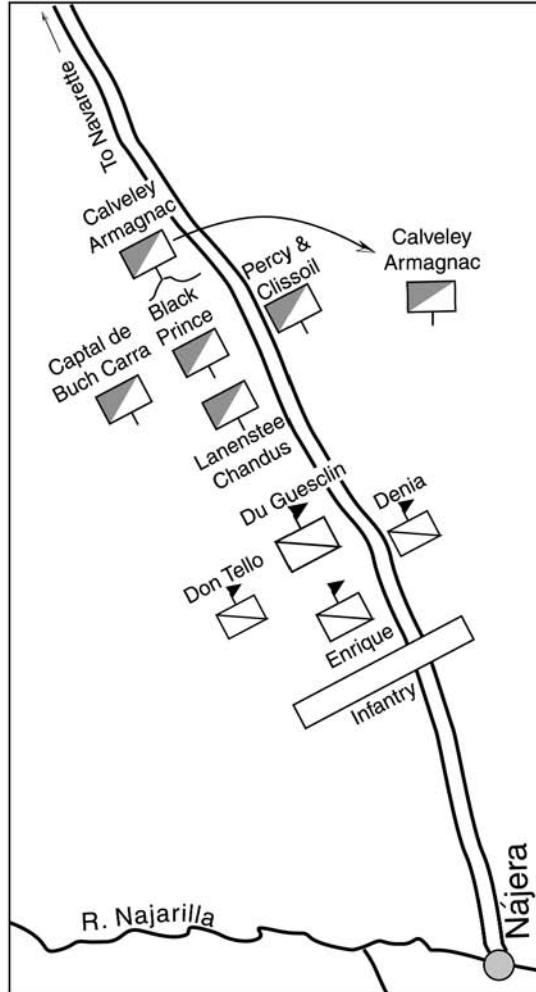 To Navarette
Calveley
Armagnac
Calveley
Armagnac
Percy &
Clissoil
Black
Prince
Captal de
Buch Carra
Lanenstee
Chandus
Du Guesclin
Denia
Don Tello
Enrique
Infantry
Nájera
R. Najarilla